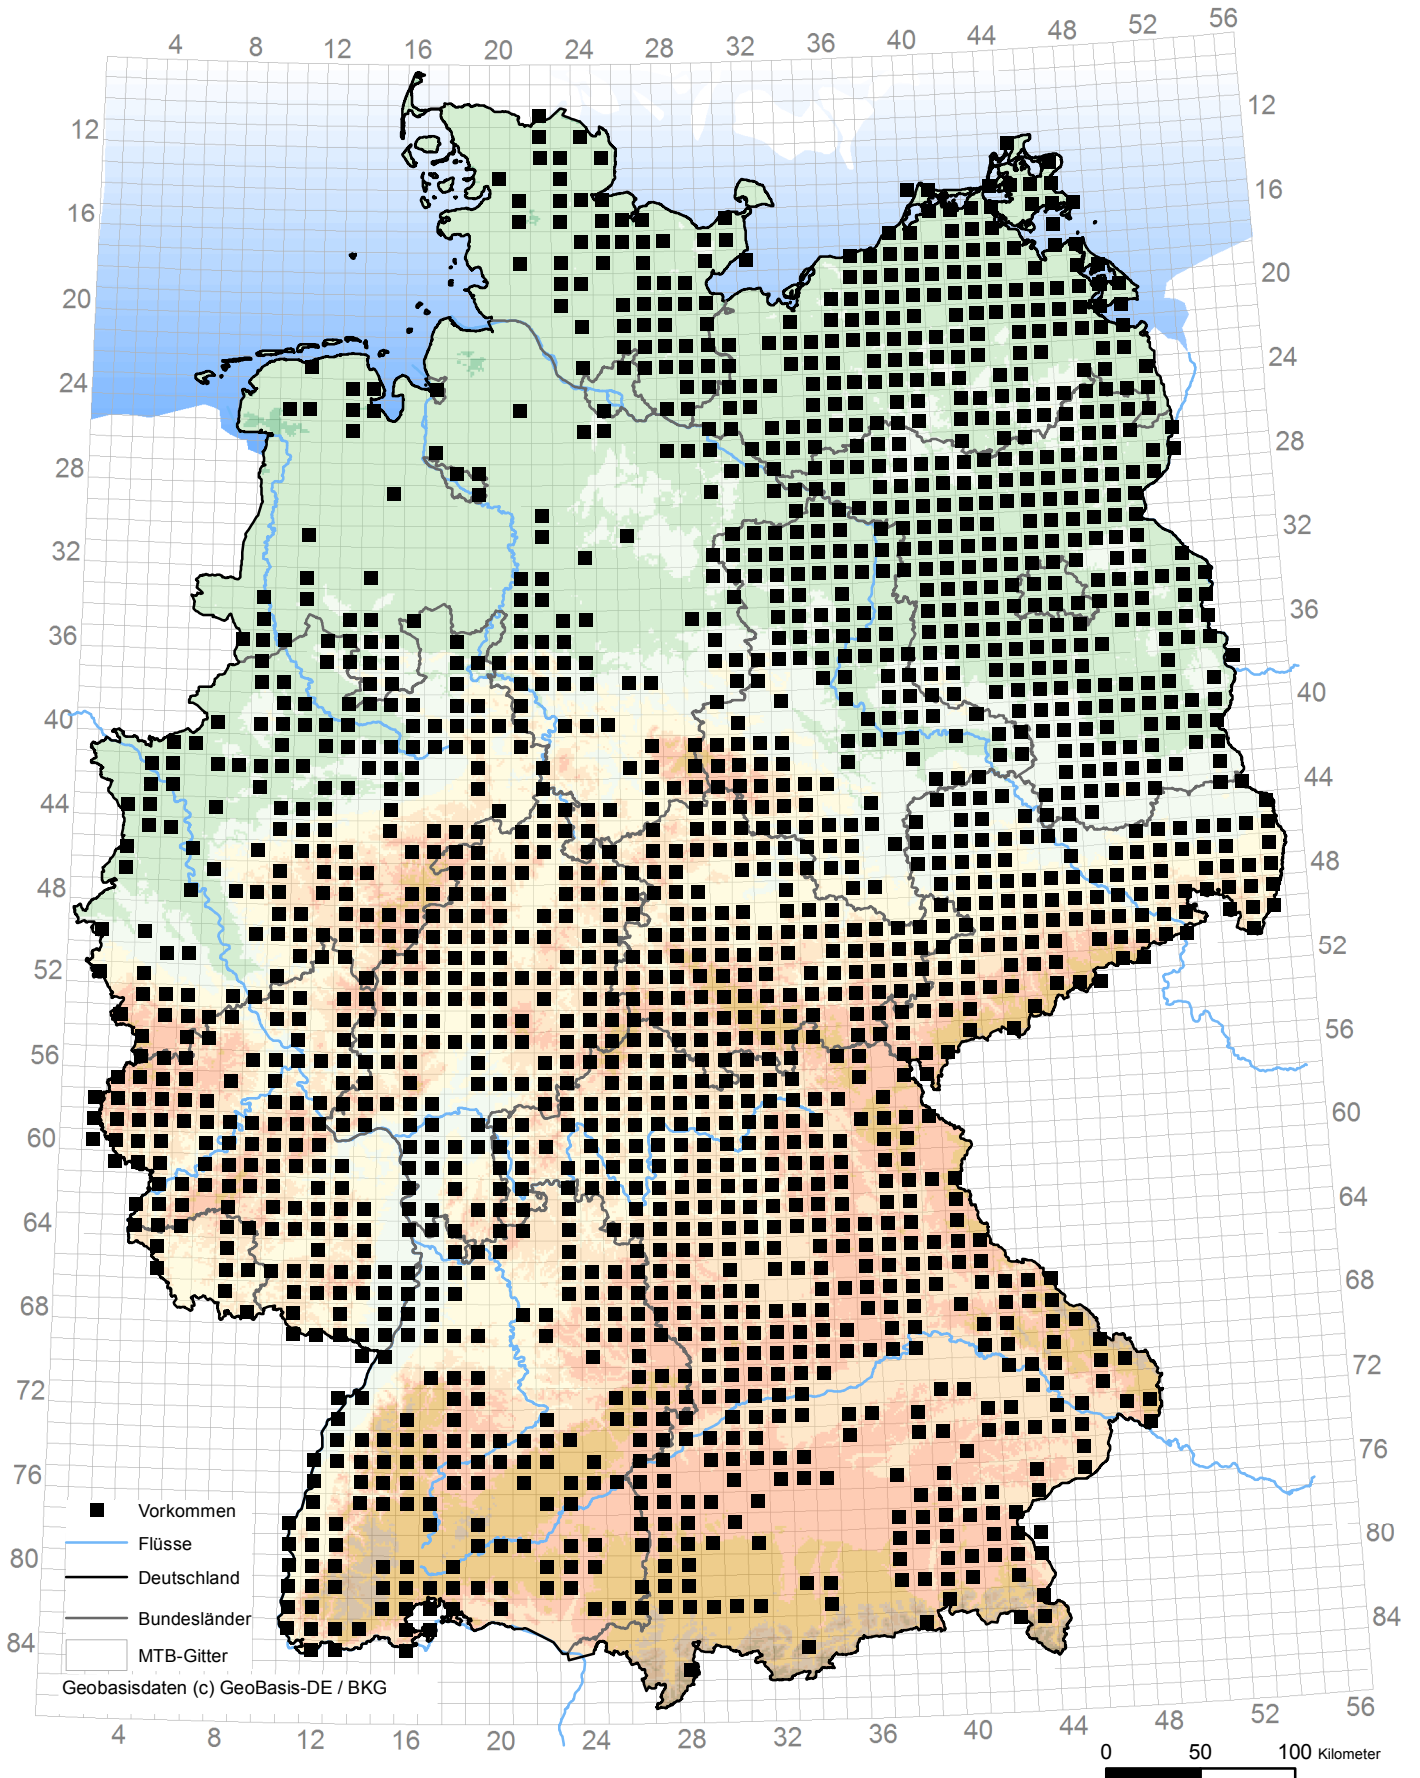 4 8 12 16 20 24 28 32 36 40 44 48 52 56
12 12
16 16
20 20
24 24
28 28
32 32
36 36
40 40
44 44
48 48
52 52
56 56
60 60
64 64
68 68
72 72
76 76
80 80
84 84
Vorkommen
Flüsse
Deutschland
Bundesländer
MTB-Gitter
Geobasisdaten (c) GeoBasis-DE / BKG
4 8 12 16 20 24 28 32 36 40 44 48 52 56
0 50 100 Kilometer